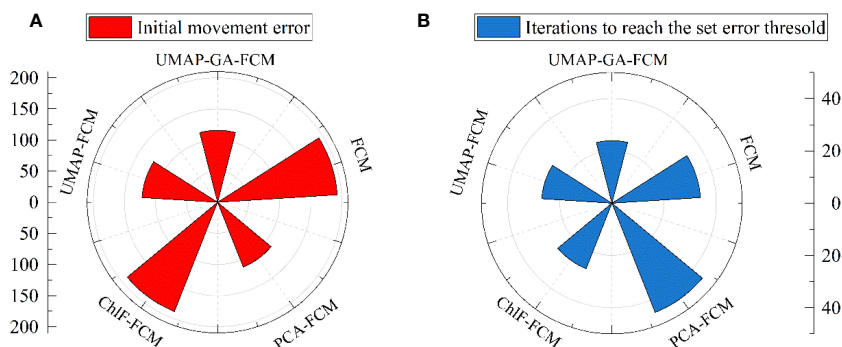 A
Initial movement error
UMAP-GA-FCM
FCM
PCA-FCM
ChIF-FCM
UMAP-FCM
200
150
100
50
0
50
100
150
200
B
Iterations to reach the set error thresold
UMAP-GA-FCM
FCM
PCA-FCM
ChIF-FCM
UMAP-FCM
40
20
0
20
40